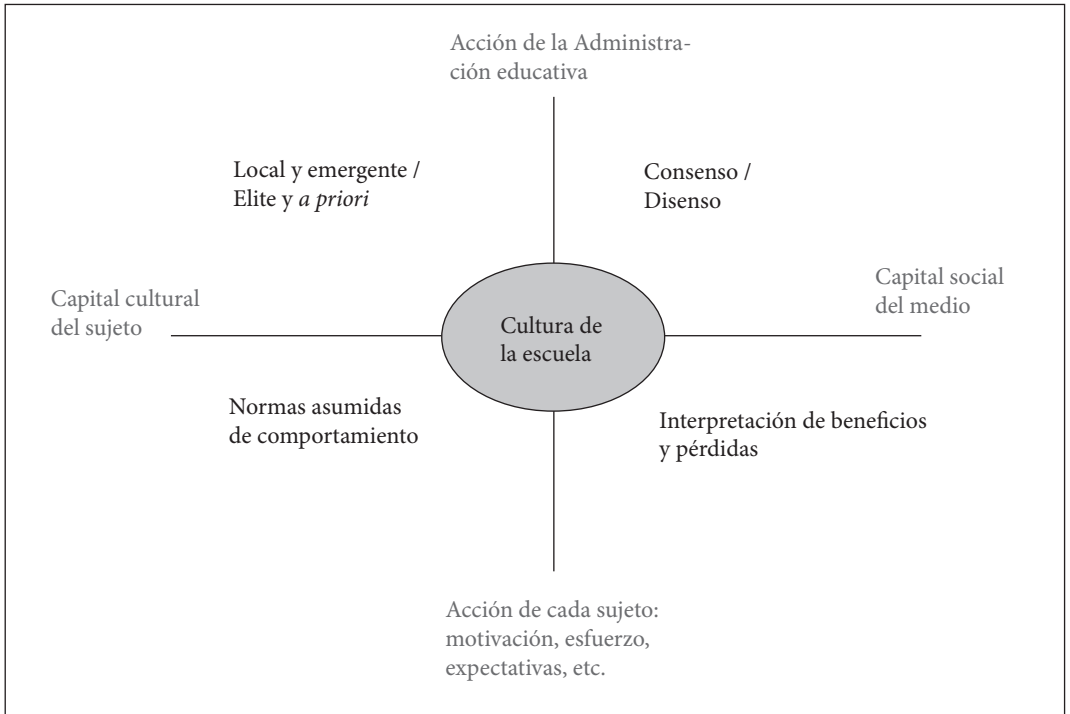 Acción de la Administra-
ción educativa
Local y emergente /
Elite y a priori
Consenso /
Disenso
Capital cultural
del sujeto
Capital social
del medio
Cultura de
la escuela
Normas asumidas
de comportamiento
Interpretación de beneficios
y pérdidas
Acción de cada sujeto:
motivación, esfuerzo,
expectativas, etc.